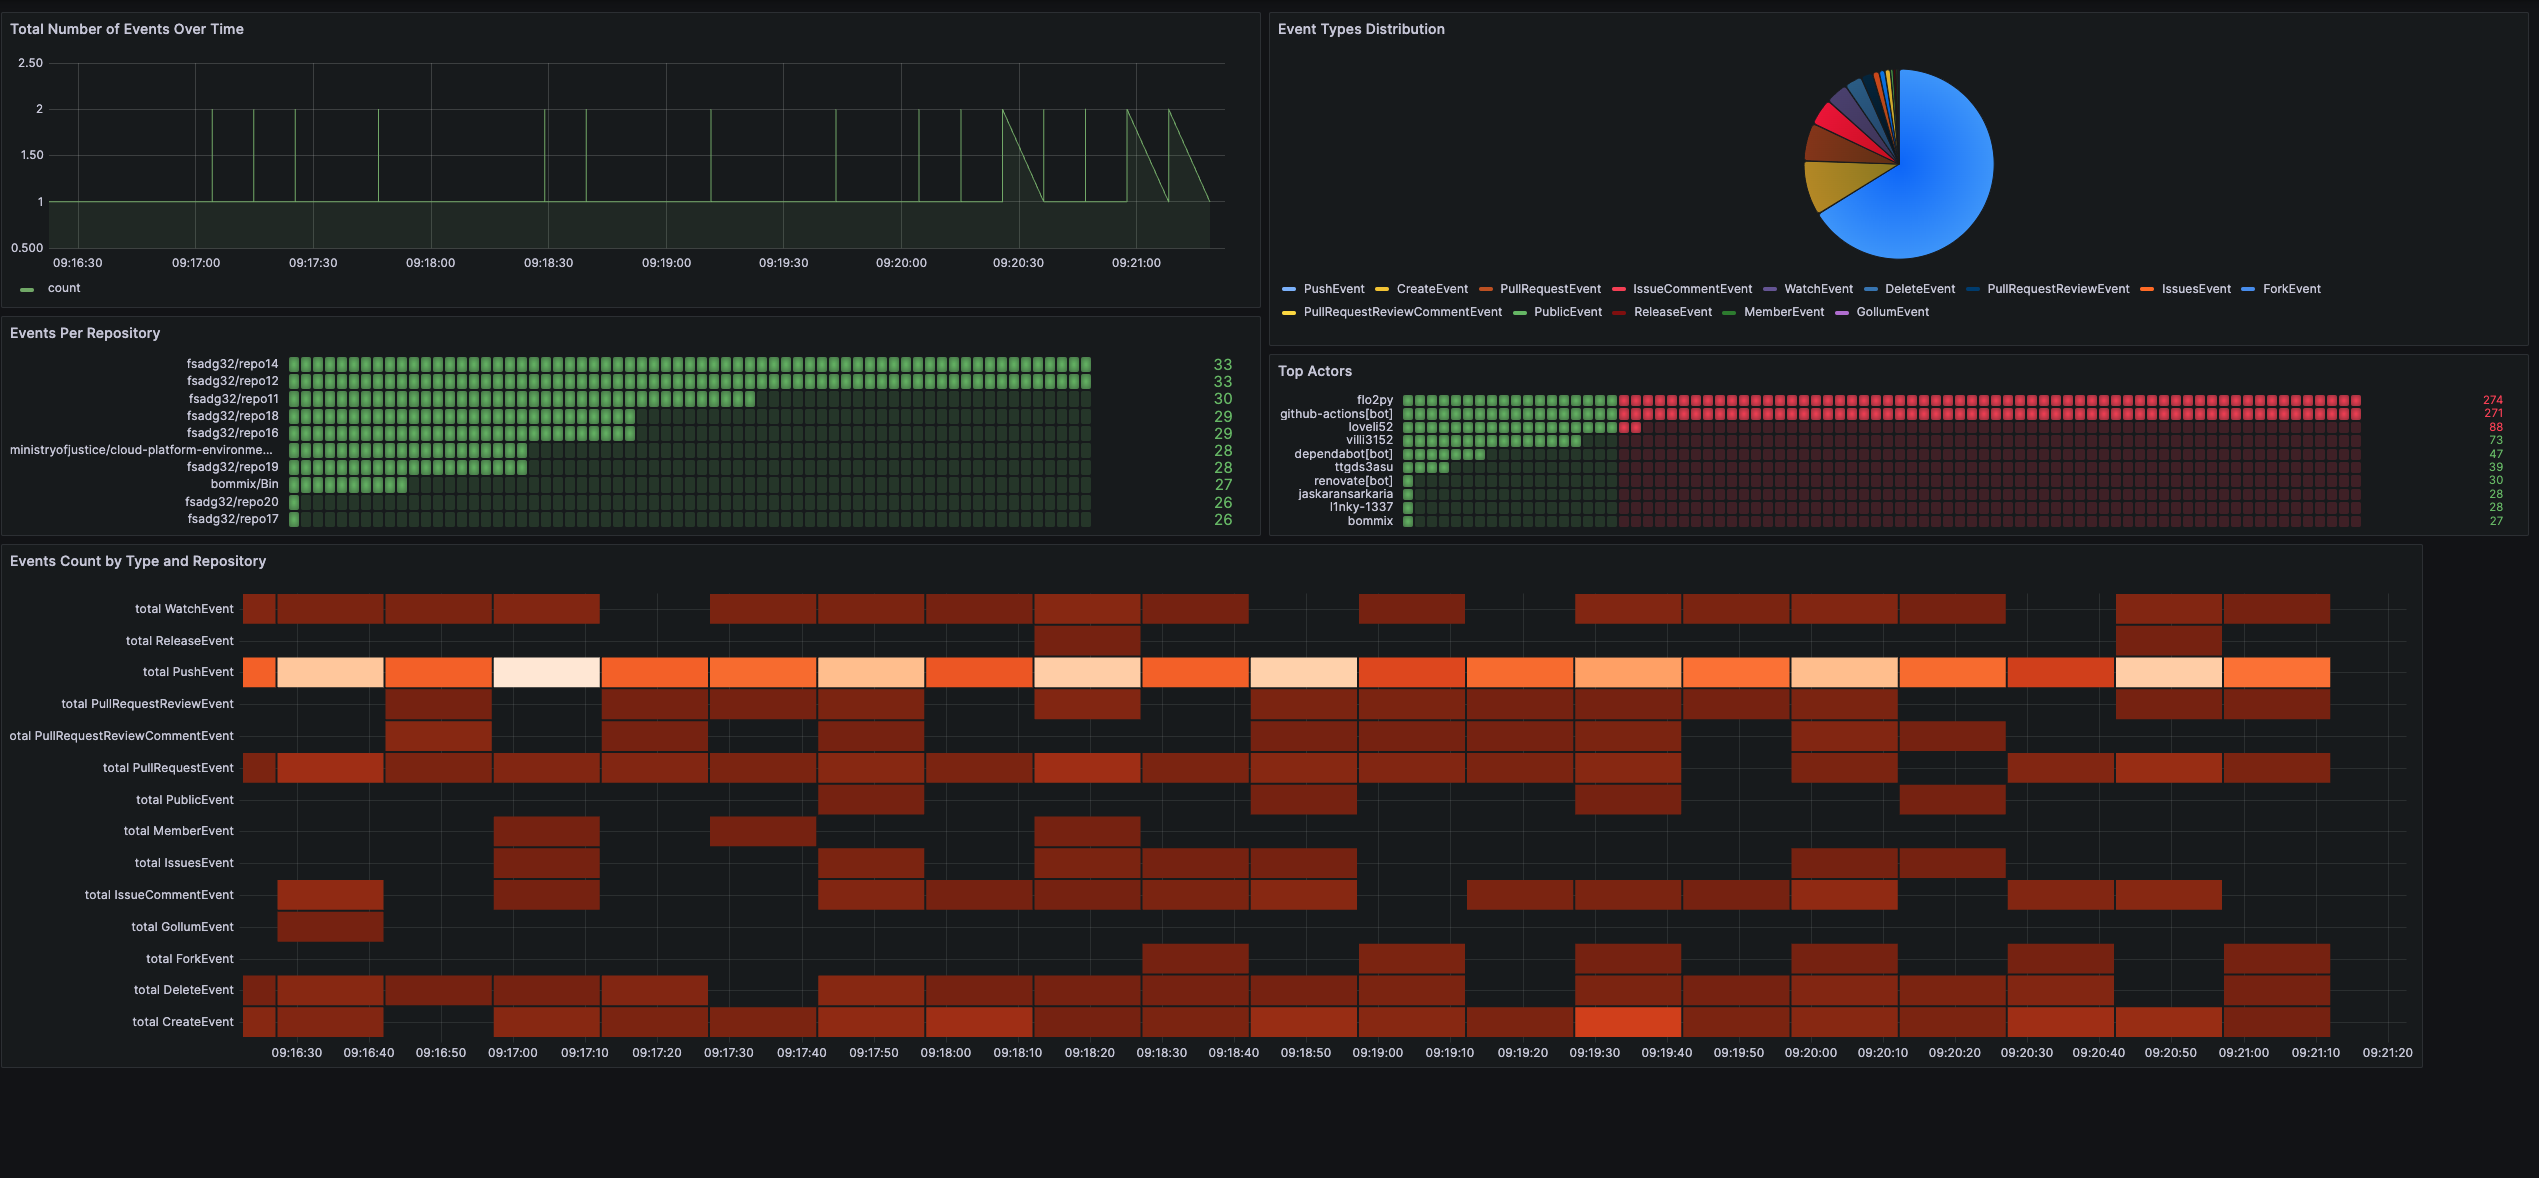 Total Number of Events Over Time
2.50
2
1.50
1
0.500
09:16:30 09:17:00 09:17:30 09:18:00 09:18:30 09:19:00 09:19:30 09:20:00 09:20:30 09:21:00
count
Event Types Distribution
PushEvent CreateEvent PullRequestEvent IssueCommentEvent WatchEvent DeleteEvent PullRequestReviewEvent IssuesEvent ForkEvent
PullRequestReviewCommentEvent PublicEvent ReleaseEvent MemberEvent GollumEvent
Events Per Repository
fsadg32/repo14 33
fsadg32/repo12 33
fsadg32/repo11 30
fsadg32/repo18 29
fsadg32/repo16 29
ministryofjustice/cloud-platform-environme... 28
fsadg32/repo19 28
bommix/Bin 27
fsadg32/repo20 26
fsadg32/repo17 26
Top Actors
flo2py 274
github-actions[bot] 271
loveli52 88
villi3152 73
dependabot[bot] 47
ttgds3asu 39
renovate[bot] 30
jaskaransarkaria 28
l1nky-1337 28
bommix 27
Events Count by Type and Repository
total WatchEvent
total ReleaseEvent
total PushEvent
total PullRequestReviewEvent
otal PullRequestReviewCommentEvent
total PullRequestEvent
total PublicEvent
total MemberEvent
total IssuesEvent
total IssueCommentEvent
total GollumEvent
total ForkEvent
total DeleteEvent
total CreateEvent
09:16:30 09:16:40 09:16:50 09:17:00 09:17:10 09:17:20 09:17:30 09:17:40 09:17:50 09:18:00 09:18:10 09:18:20 09:18:30 09:18:40 09:18:50 09:19:00 09:19:10 09:19:20 09:19:30 09:19:40 09:19:50 09:20:00 09:20:10 09:20:20 09:20:30 09:20:40 09:20:50 09:21:00 09:21:10 09:21:20